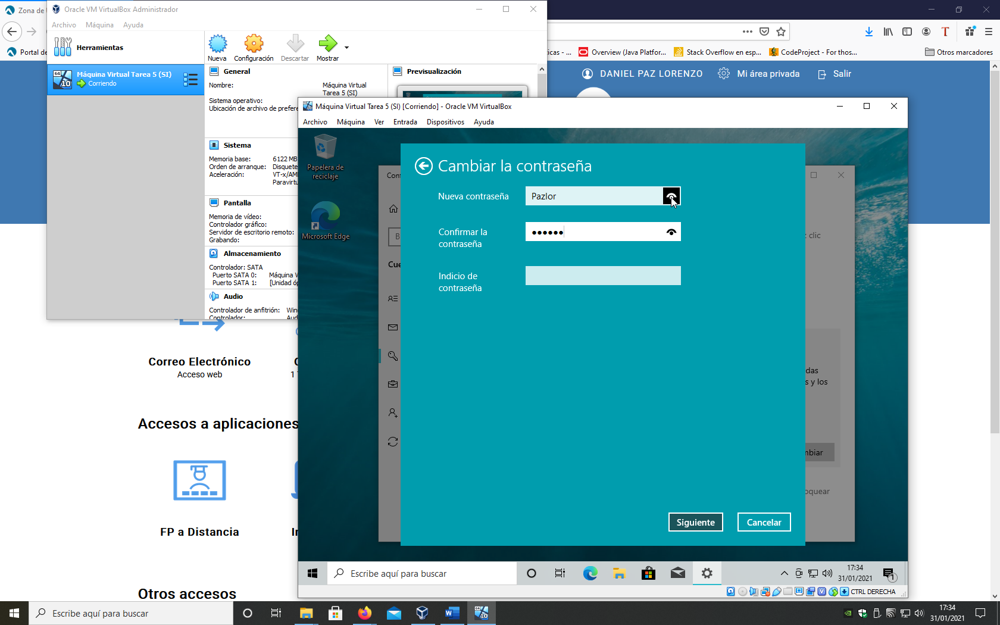 Zona de
Oracle VM VirtualBox Administrador
Archivo Máquina Ayuda
Herramientas
Nueva Configuración Descartar Mostrar
Portal de
icas - ... Overview (Java Platfor... Stack Overflow en esp... CodeProject - For thos... Otros marcadores
DANIEL PAZ LORENZO Mi área privada Salir
Máquina Virtual Tarea 5 (SI)
Corriendo
64
10
General
Nombre: Máquina Virtual
Tarea 5 (SI)
Sistema operativo:
Ubicación de archivo de prefere
Previsualización
Sistema
Memoria base: 6122 MB
Orden de arranque: Disquete
Aceleración: VT-x/AM
Paravirtu
Pantalla
Memoria de vídeo:
Controlador gráfico:
Servidor de escritorio remoto:
Grabando:
Almacenamiento
Controlador: SATA
Puerto SATA 0: Máquina V
Puerto SATA 1: [Unidad óp
Audio
Controlador de anfitrión: Win
Controlador: Aud
Máquina Virtual Tarea 5 (SI) [Corriendo] - Oracle VM VirtualBox
Archivo Máquina Ver Entrada Dispositivos Ayuda
Papelera de
reciclaje
Microsoft Edge
Conf
B
Cue
Cambiar la contraseña
Nueva contraseña Pazlor
Confirmar la
contraseña
●●●●●●
Indicio de
contraseña
Siguiente Cancelar
clic
das
s y los
nbiar
oquear
Escribe aquí para buscar
17:34
31/01/2021
1
CTRL DERECHA
Correo Electrónico
Acceso web
1
Accesos a aplicaciones
FP a Distancia
Otros accesos
Escribe aquí para buscar
17:34
31/01/2021